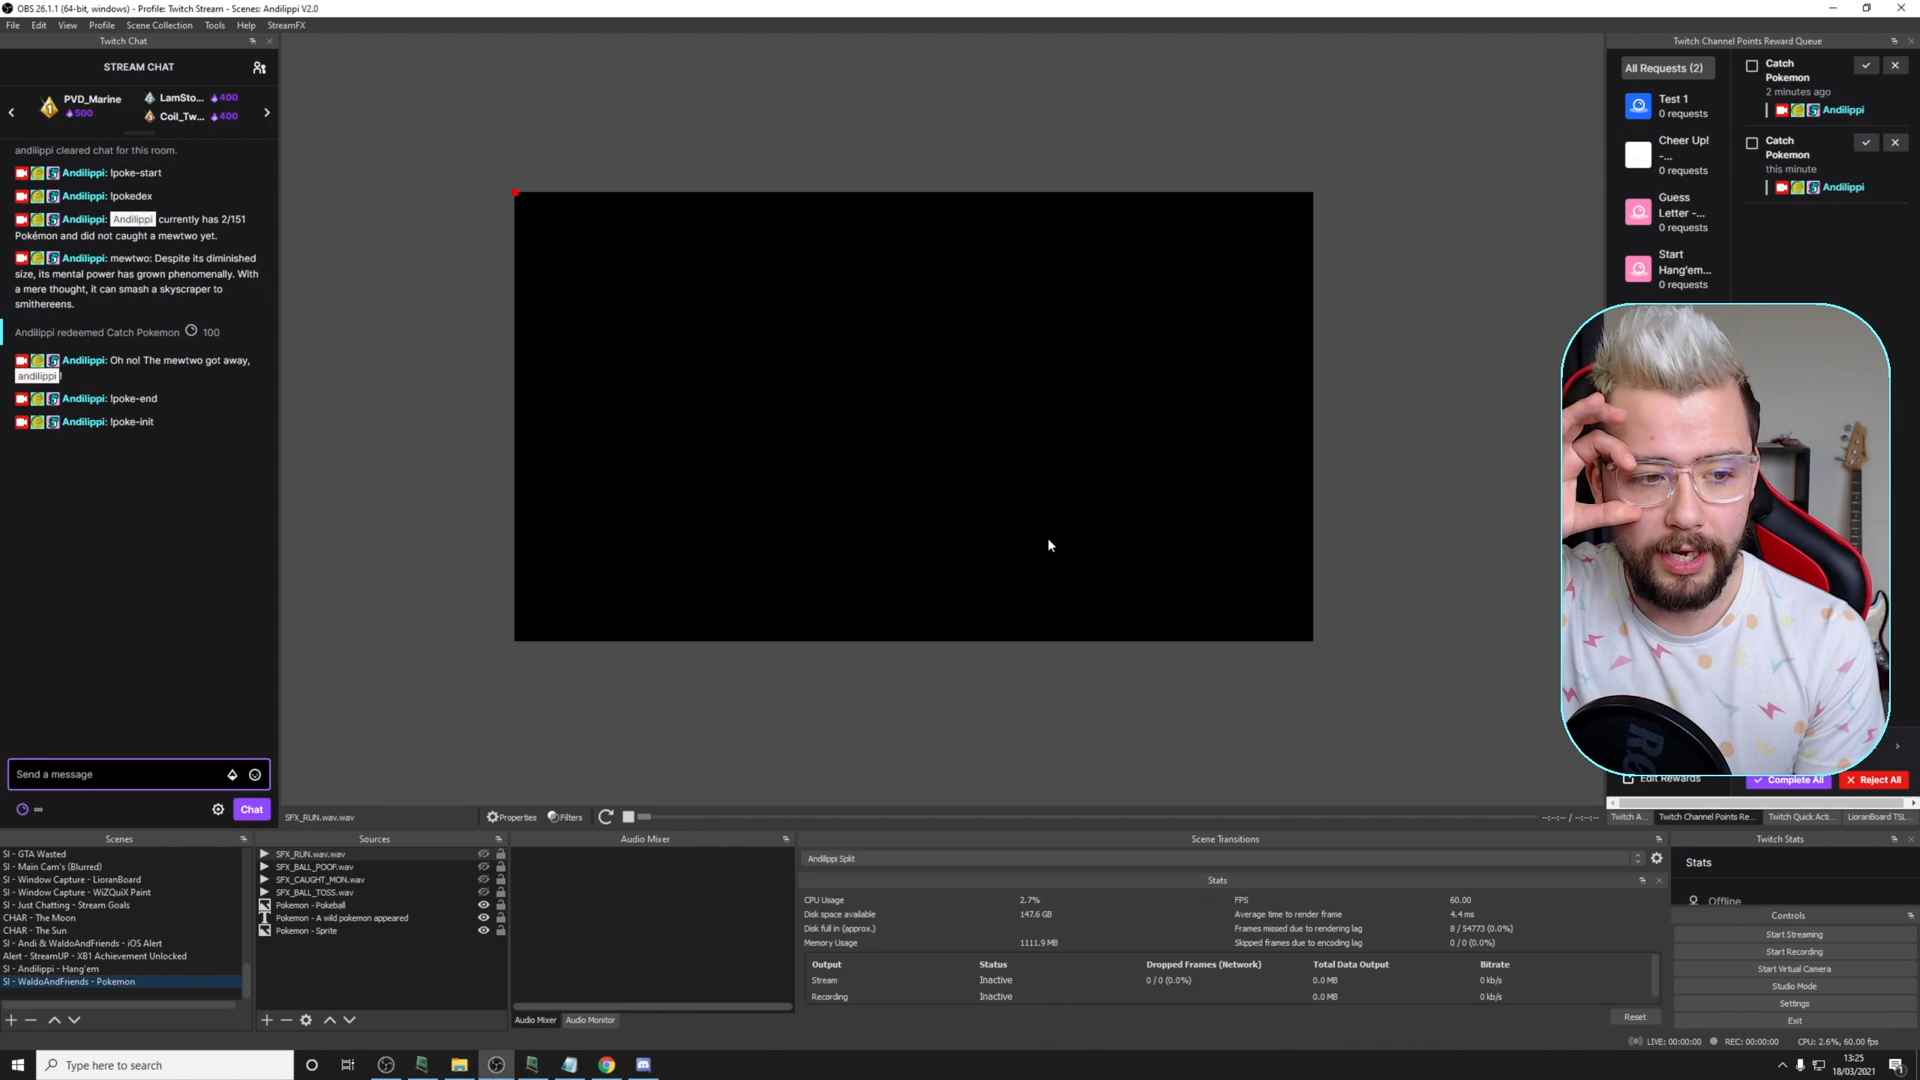 OBS 26.1.1 (64-bit, windows) - Profile: Twitch Stream - Scenes: Andilippi V2.0
File Edit View Profile Scene Collection Tools Help StreamFX
Twitch Chat
STREAM CHAT
PVD_Marine
500
LamSto... 400
Coil_Tw... 400
andilippi cleared chat for this room.
Andilippi: !poke-start
Andilippi: !pokedex
Andilippi: Andilippi currently has 2/151
Pokémon and did not caught a mewtwo yet.
Andilippi: mewtwo: Despite its diminished
size, its mental power has grown phenomenally. With
a mere thought, it can smash a skyscraper to
smithereens.
Andilippi redeemed Catch Pokemon 100
Andilippi: Oh no! The mewtwo got away,
andilippi!
Andilippi: !poke-end
Andilippi: !poke-init
Send a message
Chat
Twitch Channel Points Reward Queue
All Requests (2)
Test 1
0 requests
Cheer Up!
-...
0 requests
Guess
Letter -...
0 requests
Start
Hang'em...
0 requests
Catch
Pokemon
2 minutes ago
Andilippi
Catch
Pokemon
this minute
Andilippi
Edit Rewards
Complete All
Reject All
Twitch A...
Twitch Channel Points Re...
Twitch Quick Acti...
LioranBoard TSL...
SFX_RUN.wav.wav
Properties
Filters
--:--:-- / --:--:--
Scenes
SI - GTA Wasted
SI - Main Cam's (Blurred)
SI - Window Capture - LioranBoard
SI - Window Capture - WiZQuiX Paint
SI - Just Chatting - Stream Goals
CHAR - The Moon
CHAR - The Sun
SI - Andi & WaldoAndFriends - iOS Alert
Alert - StreamUP - XB1 Achievement Unlocked
SI - Andilippi - Hang'em
SI - WaldoAndFriends - Pokemon
Sources
SFX_RUN.wav.wav
SFX_BALL_POOF.wav
SFX_CAUGHT_MON.wav
SFX_BALL_TOSS.wav
Pokemon - Pokeball
Pokemon - A wild pokemon appeared
Pokemon - Sprite
Audio Mixer
Audio Mixer
Audio Monitor
Scene Transitions
Andilippi Split
Stats
CPU Usage 2.7%
Disk space available 147.6 GB
Disk full in (approx.)
Memory Usage 1111.9 MB
FPS 60.00
Average time to render frame 4.4 ms
Frames missed due to rendering lag 8 / 54773 (0.0%)
Skipped frames due to encoding lag 0 / 0 (0.0%)
Output Status Dropped Frames (Network) Total Data Output Bitrate
Stream Inactive 0 / 0 (0.0%) 0.0 MB 0 kb/s
Recording Inactive 0.0 MB 0 kb/s
Reset
Twitch Stats
Stats
Offline
Controls
Start Streaming
Start Recording
Start Virtual Camera
Studio Mode
Settings
Exit
LIVE: 00:00:00 REC: 00:00:00 CPU: 2.6%, 60.00 fps
Type here to search
13:25
18/03/2021